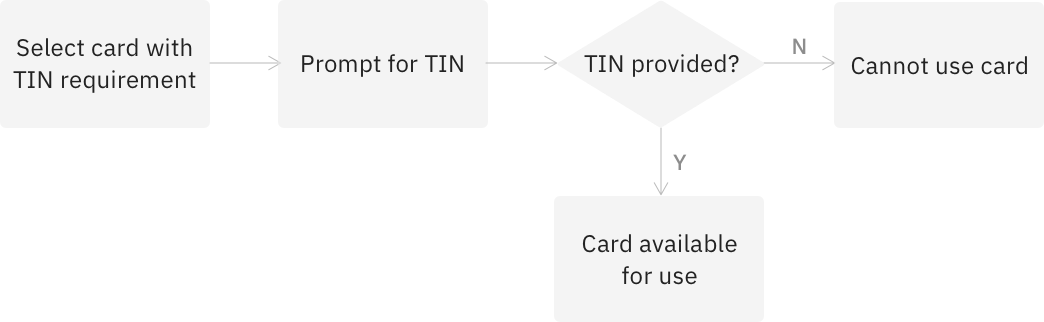 Select card with
TIN requirement
Prompt for TIN
TIN provided?
N
Cannot use card
Y
Card available
for use